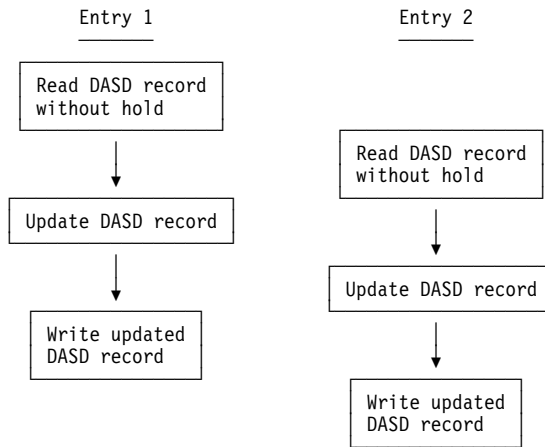 Entry 1
Read DASD record
without hold
Update DASD record
Write updated
DASD record
Entry 2
Read DASD record
without hold
Update DASD record
Write updated
DASD record